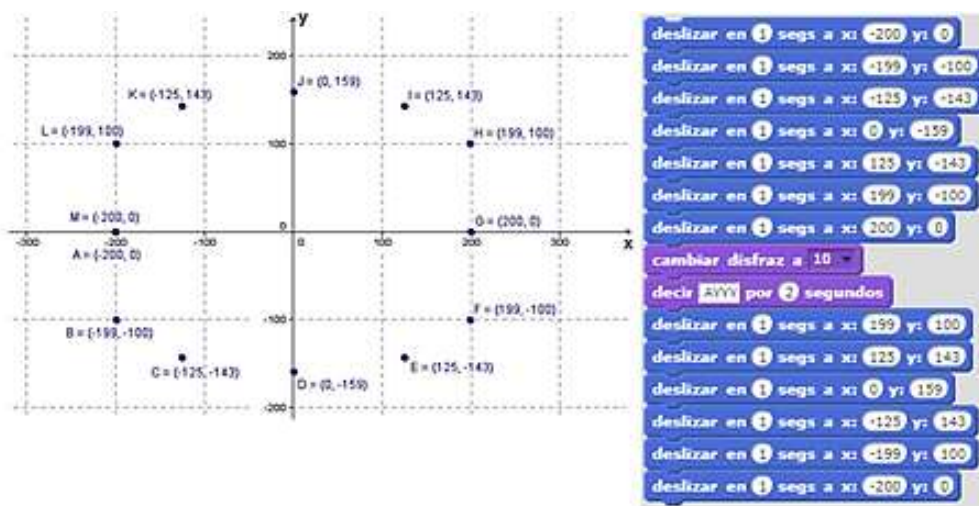 y
200
J = (0, 159)
K = (-125, 143)
I = (125, 143)
L = (-199, 100)
100
H = (199, 100)
M = (-200, 0)
0
G = (200, 0)
-300
-200
-100
0
100
200
300
x
A = (-200, 0)
-100
F = (199, -100)
B = (-199, -100)
C = (-125, -143)
E = (125, -143)
D = (0, -159)
-200
deslizar en 1 segs a x: -200 y: 0
deslizar en 1 segs a x: -199 y: -100
deslizar en 1 segs a x: -125 y: -143
deslizar en 1 segs a x: 0 y: -159
deslizar en 1 segs a x: 125 y: -143
deslizar en 1 segs a x: 199 y: -100
deslizar en 1 segs a x: 200 y: 0
cambiar disfraz a 10
decir AYYY por 2 segundos
deslizar en 1 segs a x: 199 y: 100
deslizar en 1 segs a x: 125 y: 143
deslizar en 1 segs a x: 0 y: 159
deslizar en 1 segs a x: -125 y: 143
deslizar en 1 segs a x: -199 y: 100
deslizar en 1 segs a x: -200 y: 0